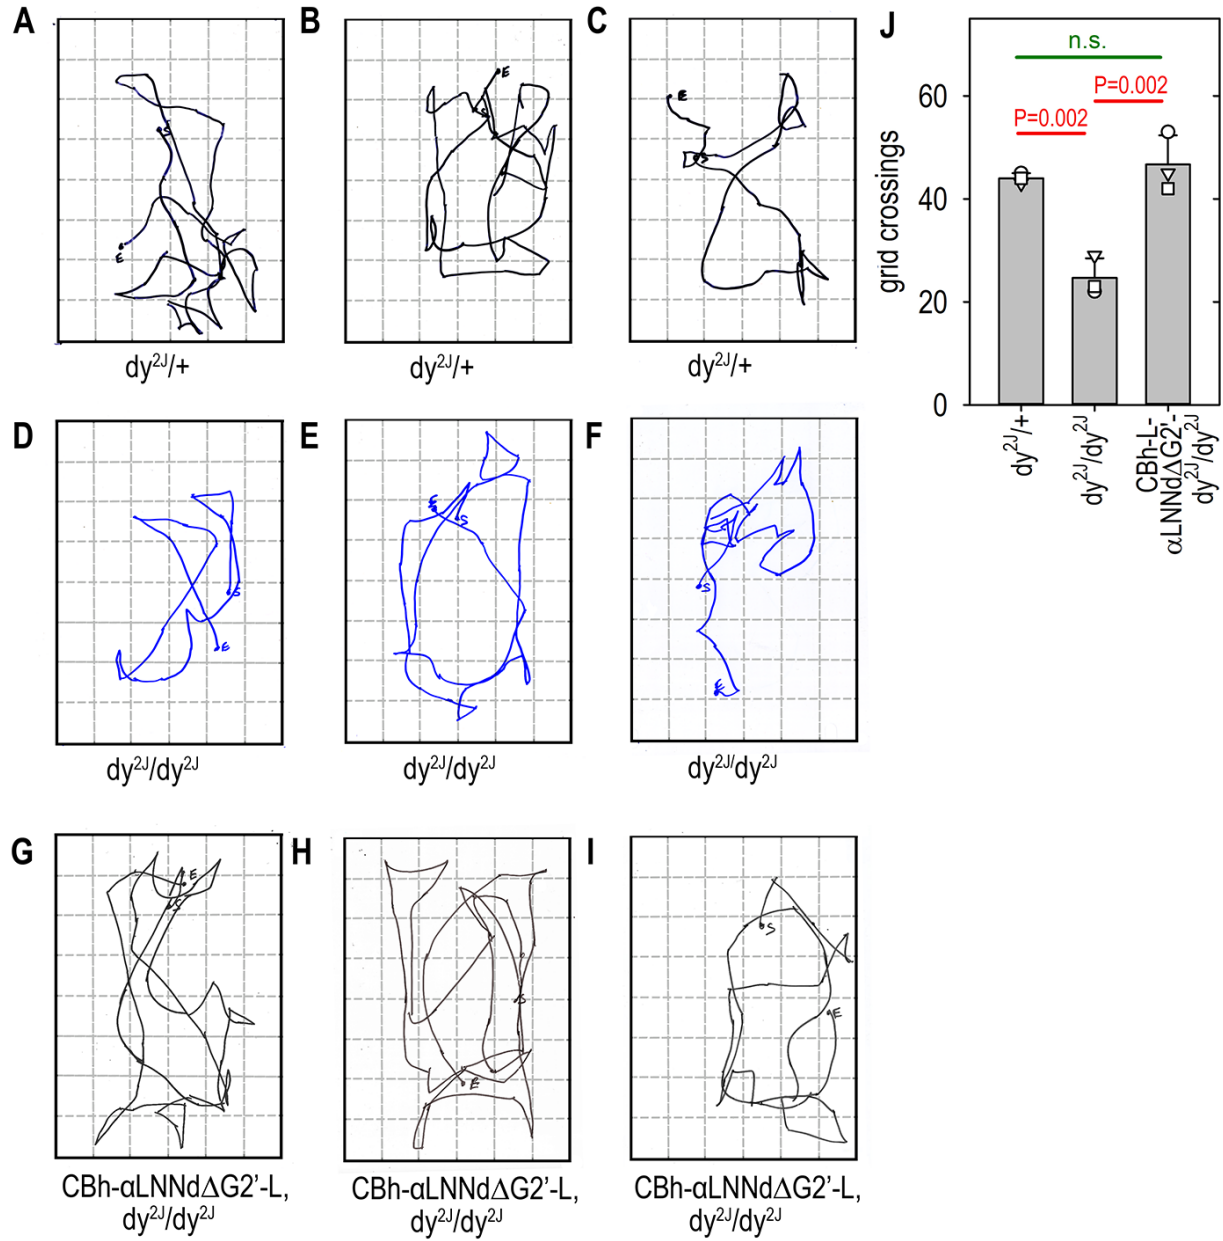 A
B
C
J
S
E
E
S
E
S
dy²ᴶ/+
dy²ᴶ/+
dy²ᴶ/+
n.s.
P=0.002
P=0.002
grid crossings
60
40
20
0
dy²ᴶ/+
dy²ᴶ/dy²ᴶ
CBh-L-
αLNNdΔG2'-
dy²ᴶ/dy²ᴶ
D
E
F
S
E
E
S
S
E
dy²ᴶ/dy²ᴶ
dy²ᴶ/dy²ᴶ
dy²ᴶ/dy²ᴶ
G
H
I
E
S
S
E
S
E
CBh-αLNNdΔG2’-L,
dy²ᴶ/dy²ᴶ
CBh-αLNNdΔG2’-L,
dy²ᴶ/dy²ᴶ
CBh-αLNNdΔG2’-L,
dy²ᴶ/dy²ᴶ